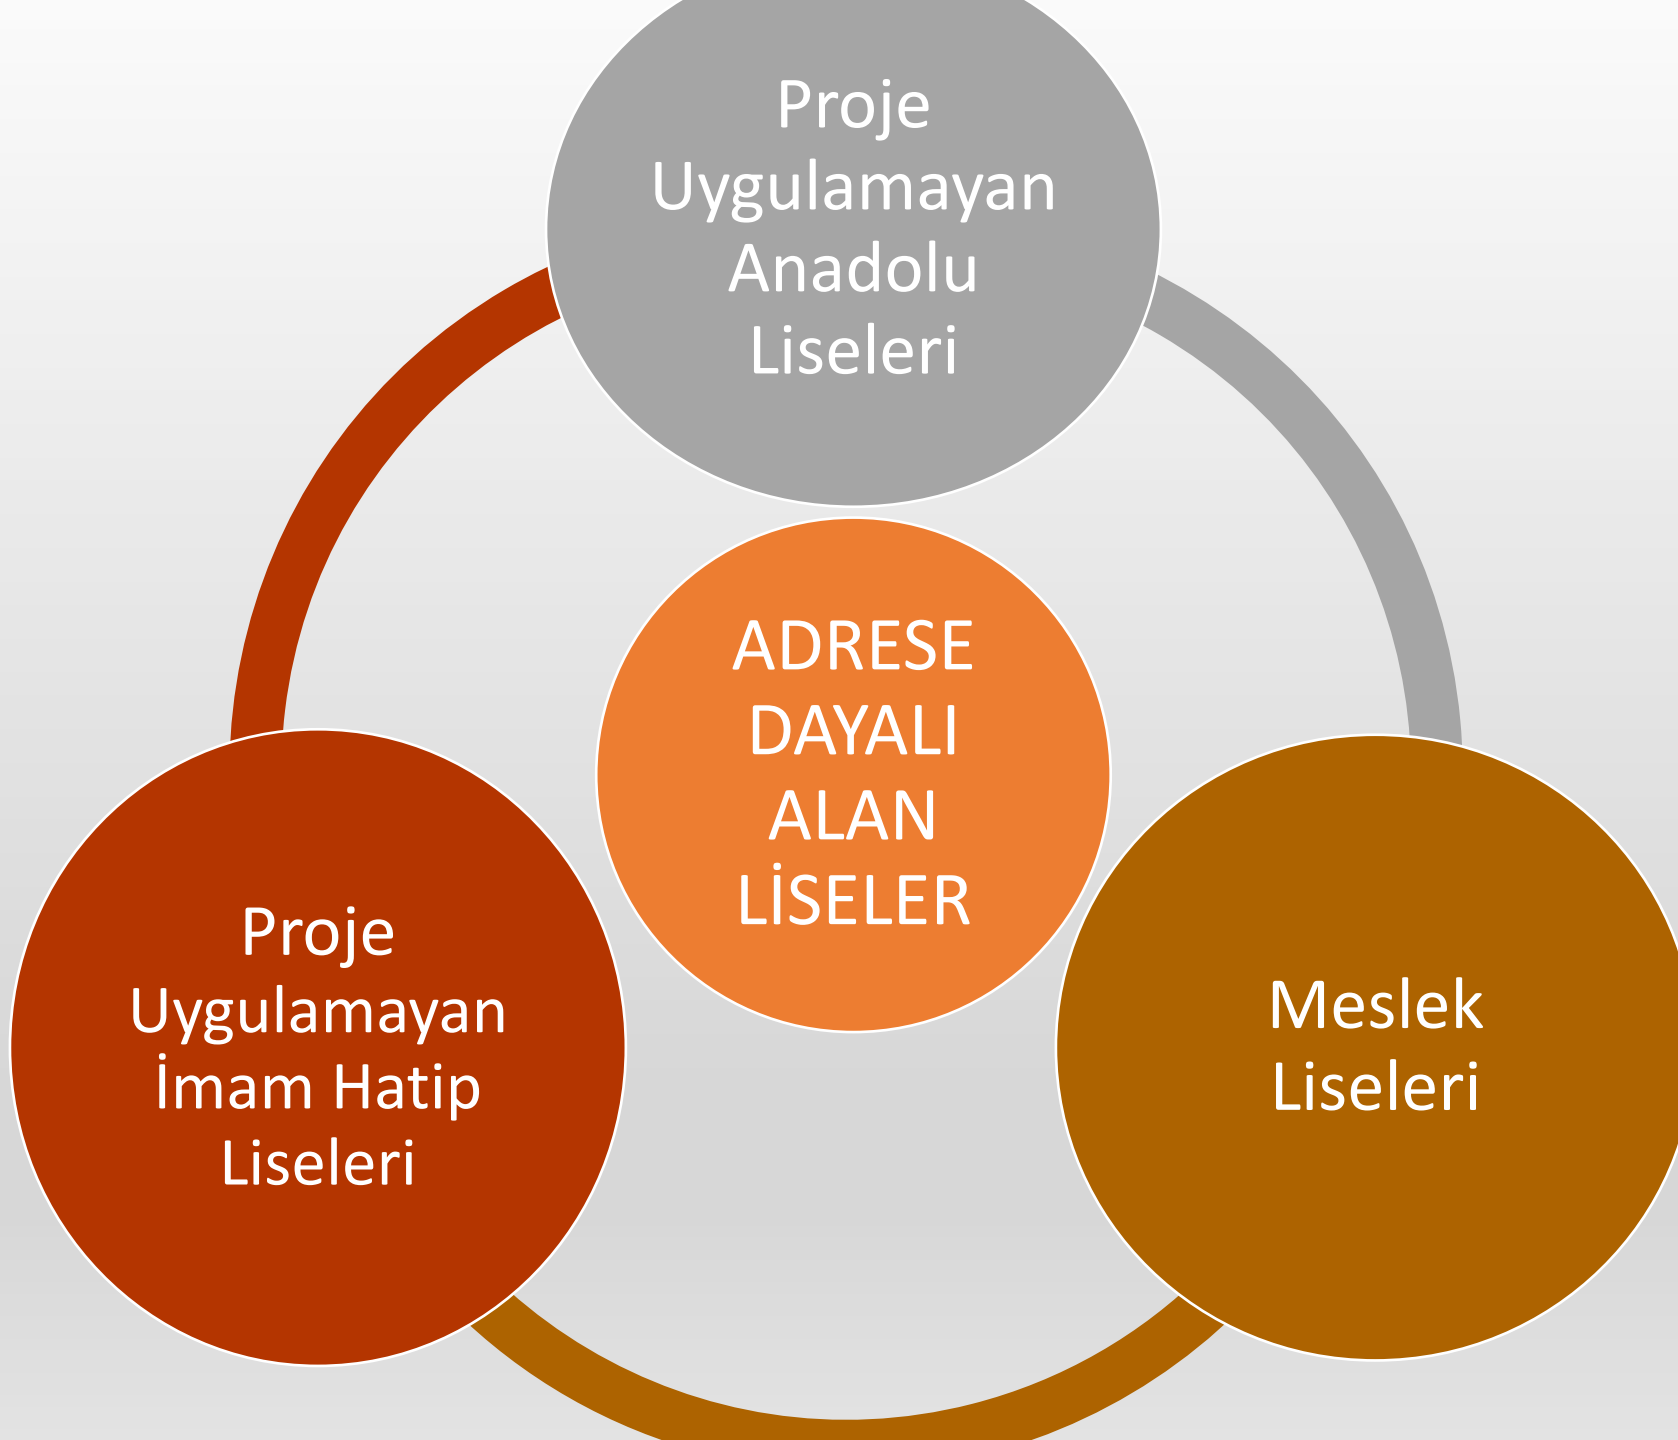 Proje
Uygulamayan
Anadolu
Liseleri
ADRESE
DAYALI
ALAN
LİSELER
Proje
Uygulamayan
İmam Hatip
Liseleri
Meslek
Liseleri